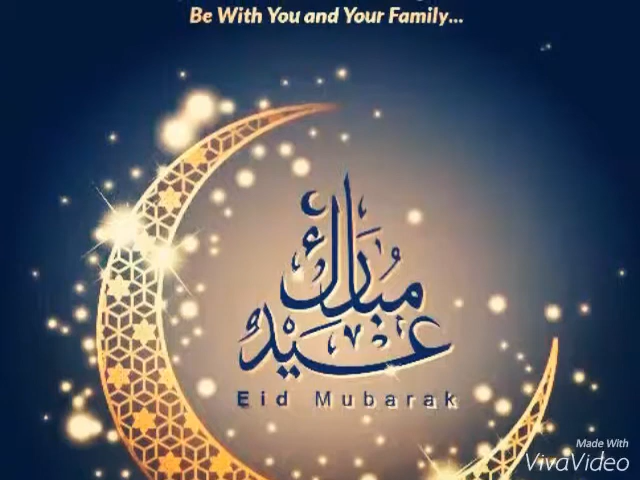 Be With You and Your Family...
عيد مبارك
Eid Mubarak
Made With
VivaVideo